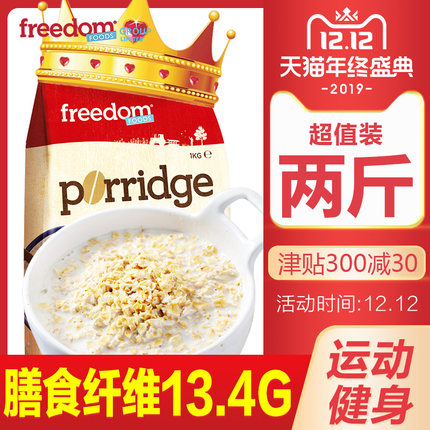 freedom
FOODS
GROUP
freedom
FOODS
1KG ℮
porridge
膳食纤维13.4G
12.12
天猫年终盛典
2019
超值装
两斤
津贴300减30
活动时间:12.12
运动
健身